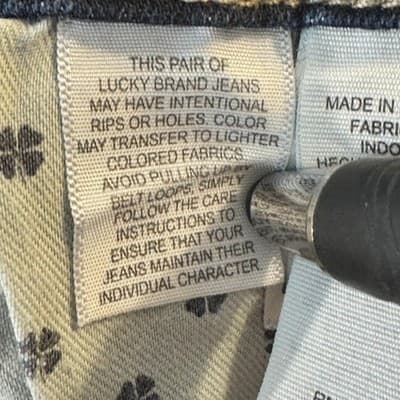 THIS PAIR OF
LUCKY BRAND JEANS
MAY HAVE INTENTIONAL
RIPS OR HOLES. COLOR
MAY TRANSFER TO LIGHTER
COLORED FABRICS.
AVOID PULLING UP BY
BELT LOOPS, SIMPLY
FOLLOW THE CARE
INSTRUCTIONS TO
ENSURE THAT YOUR
JEANS MAINTAIN THEIR
INDIVIDUAL CHARACTER
MADE IN
FABRI
INDO